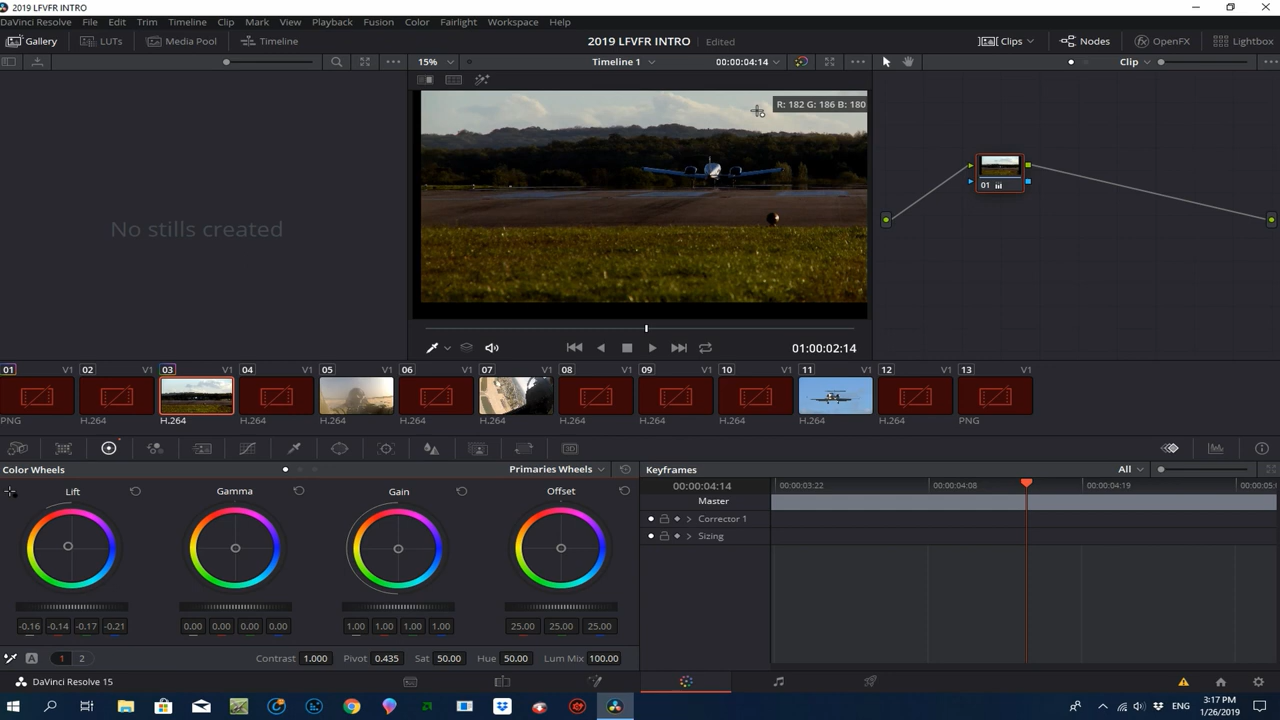 2019 LFVFR INTRO
DaVinci Resolve File Edit Trim Timeline Clip Mark View Playback Fusion Color Fairlight Workspace Help
Gallery LUTs Media Pool Timeline 2019 LFVFR INTRO Edited Clips Nodes OpenFX Lightbox
15% Timeline 1 00:00:04:14 Clip
R: 182 G: 186 B: 180
01
No stills created
01:00:02:14
01 V1 02 V1 03 V1 04 V1 05 V1 06 V1 07 V1 08 V1 09 V1 10 V1 11 V1 12 V1 13 V1
PNG H.264 H.264 H.264 H.264 H.264 H.264 H.264 H.264 H.264 H.264 H.264 PNG
Color Wheels Primaries Wheels Keyframes All
Lift Gamma Gain Offset
00:00:04:14 00:00:03:22 00:00:04:08 00:00:04:19 00:00:05:
Master
Corrector 1
Sizing
-0.16 -0.14 -0.17 -0.21 0.00 0.00 0.00 0.00 1.00 1.00 1.00 1.00 25.00 25.00 25.00
A 1 2 Contrast 1.000 Pivot 0.435 Sat 50.00 Hue 50.00 Lum Mix 100.00
DaVinci Resolve 15
ENG 3:17 PM
1/26/2019